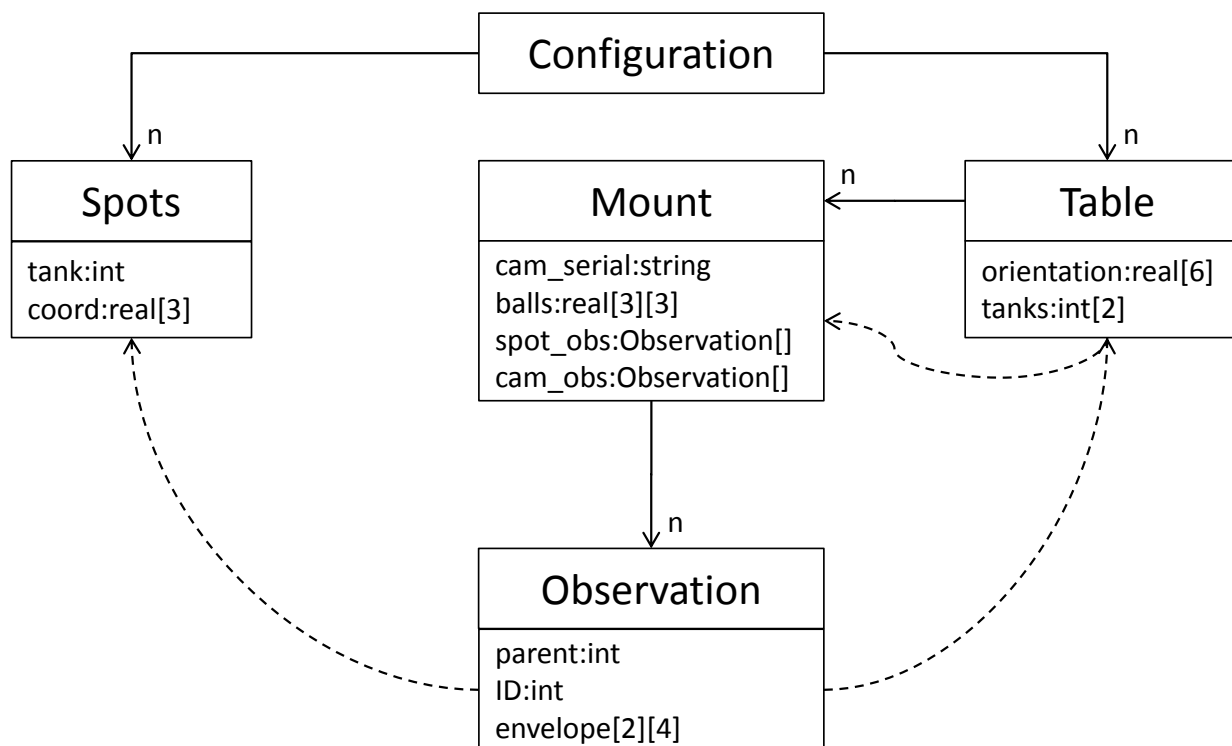 Configuration
n
n
Spots
tank:int
coord:real[3]
Mount
cam_serial:string
balls:real[3][3]
spot_obs:Observation[]
cam_obs:Observation[]
n
Table
orientation:real[6]
tanks:int[2]
n
Observation
parent:int
ID:int
envelope[2][4]